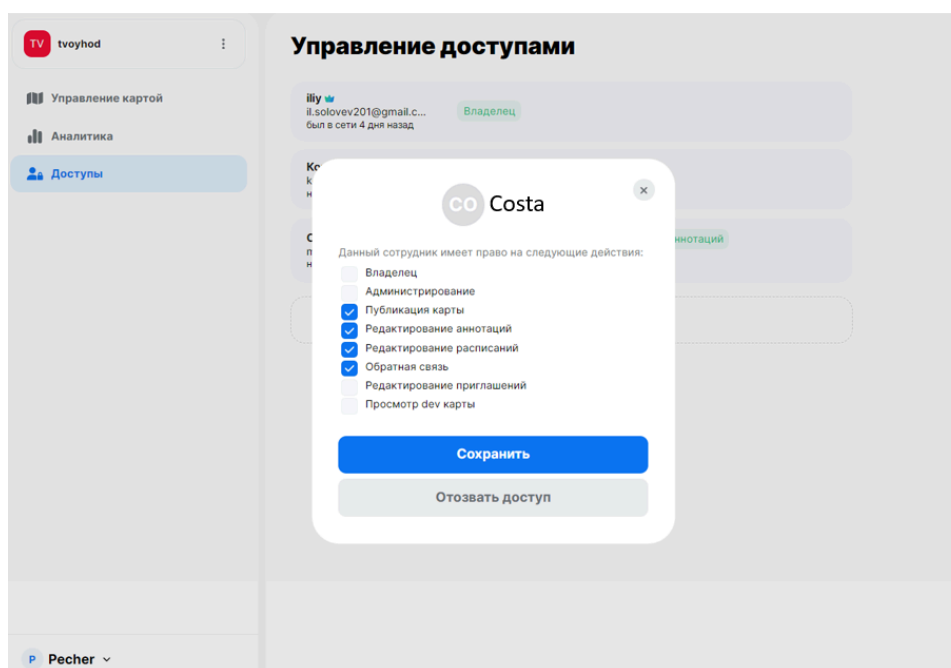 TV tvoyhod
Управление картой
Аналитика
Доступы
Управление доступами
iliy
il.solovev201@gmail.c...
Владелец
был в сети 4 дня назад
нотаций
CO Costa
Данный сотрудник имеет право на следующие действия:
Владелец
Администрирование
Публикация карты
Редактирование аннотаций
Редактирование расписаний
Обратная связь
Редактирование приглашений
Просмотр dev карты
Сохранить
Отозвать доступ
P Pecher